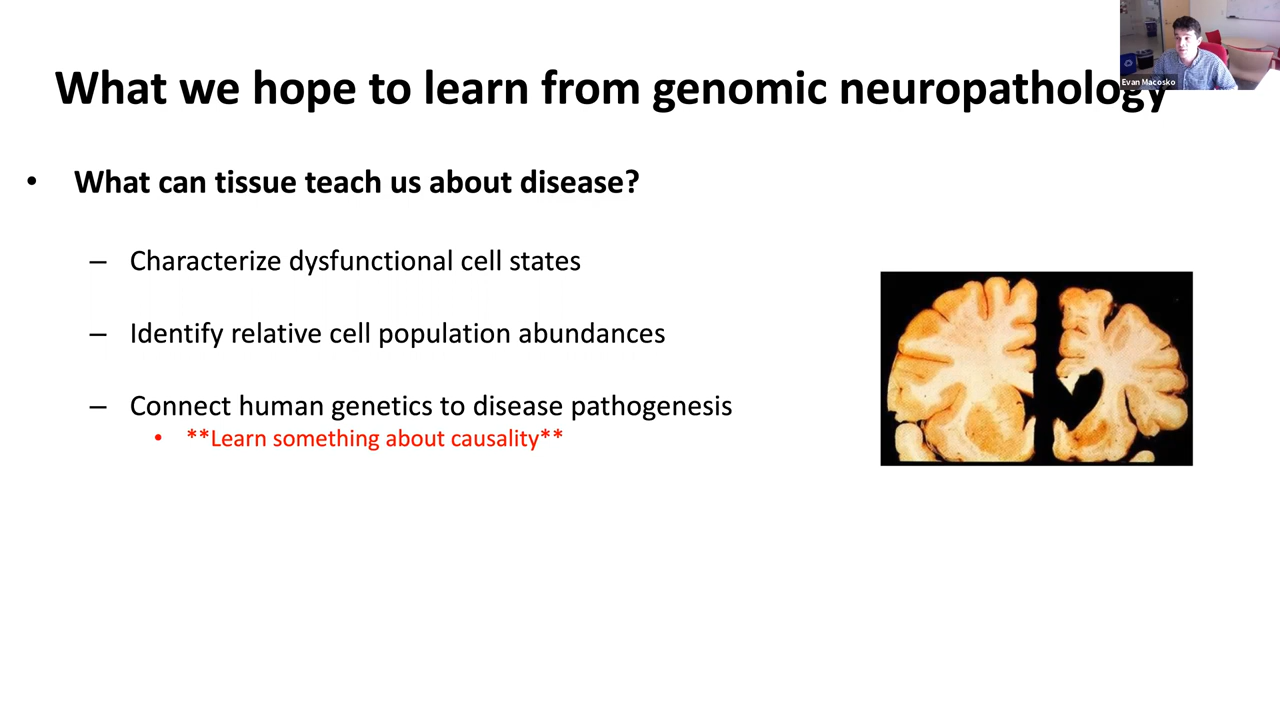 What we hope to learn from genomic neuropathology
Evan Macosko
• What can tissue teach us about disease?
– Characterize dysfunctional cell states
– Identify relative cell population abundances
– Connect human genetics to disease pathogenesis
• **Learn something about causality**